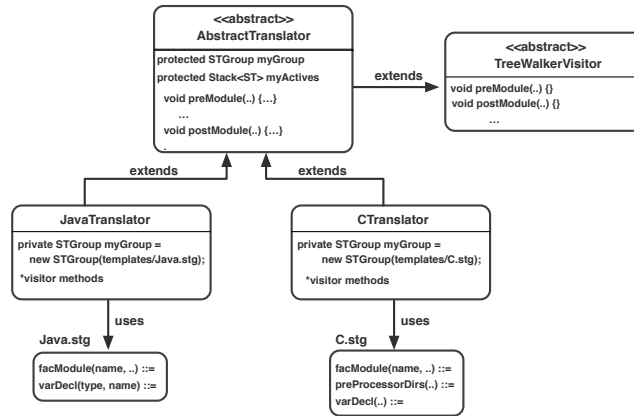 <<abstract>>
AbstractTranslator
protected STGroup myGroup
protected Stack<ST> myActives
void preModule(..) {...}
...
void postModule(..) {...}
.
extends
<<abstract>>
TreeWalkerVisitor
void preModule(..) {}
void postModule(..) {}
...
extends
extends
JavaTranslator
private STGroup myGroup =
new STGroup(templates/Java.stg);
*visitor methods
CTranslator
private STGroup myGroup =
new STGroup(templates/C.stg);
*visitor methods
uses
uses
Java.stg
facModule(name, ..) ::=
varDecl(type, name) ::=
C.stg
facModule(name, ..) ::=
preProcessorDirs(..) ::=
varDecl(..) ::=